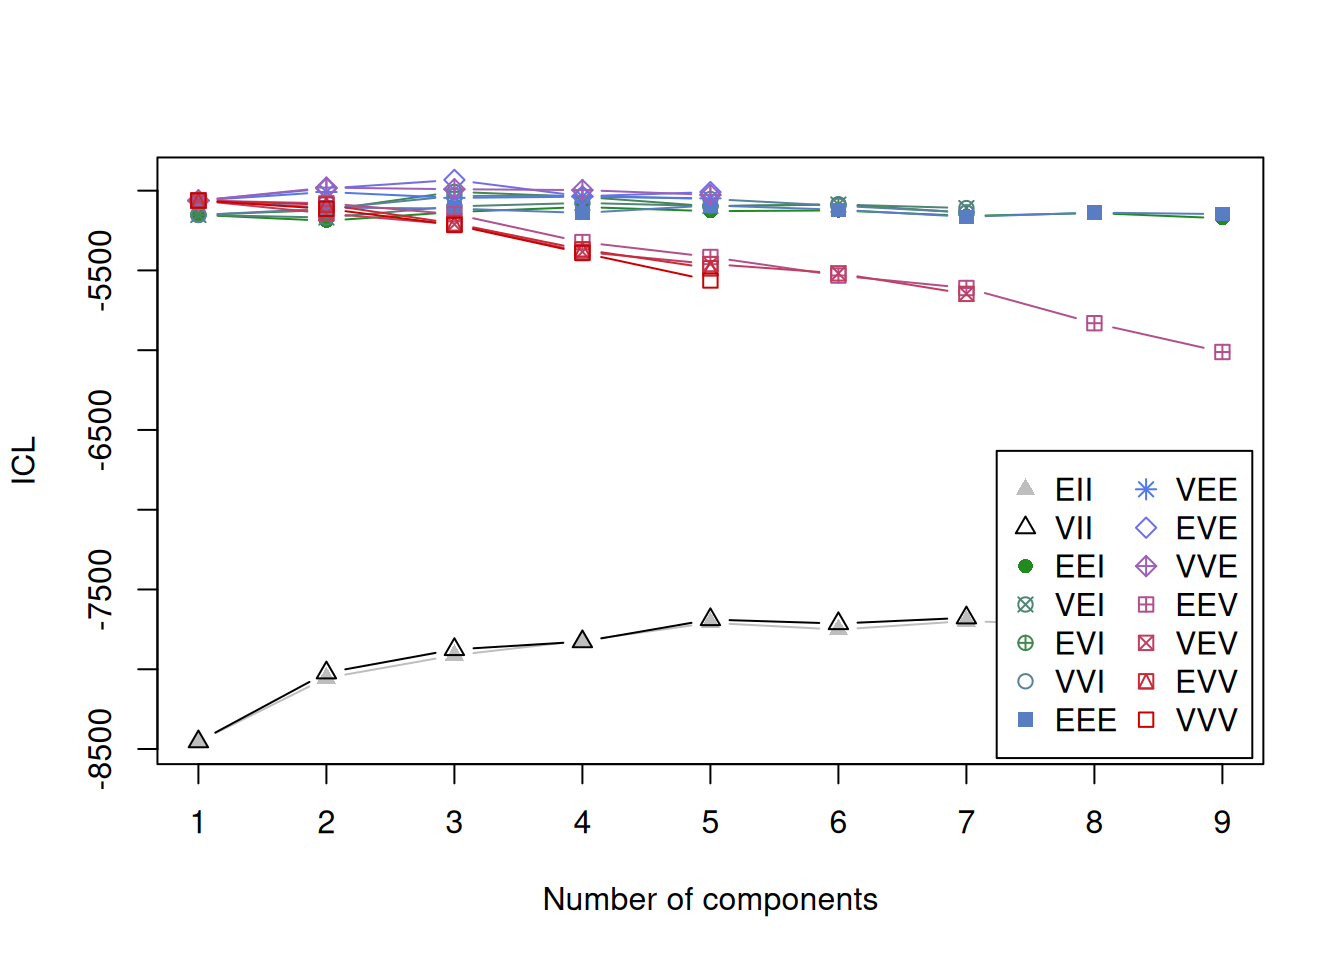 ICL
-5500
-6500
-7500
-8500
1 2 3 4 5 6 7 8 9
Number of components
EII VEE
VII EVE
EEI VVE
VEI EEV
EVI VEV
VVI EVV
EEE VVV